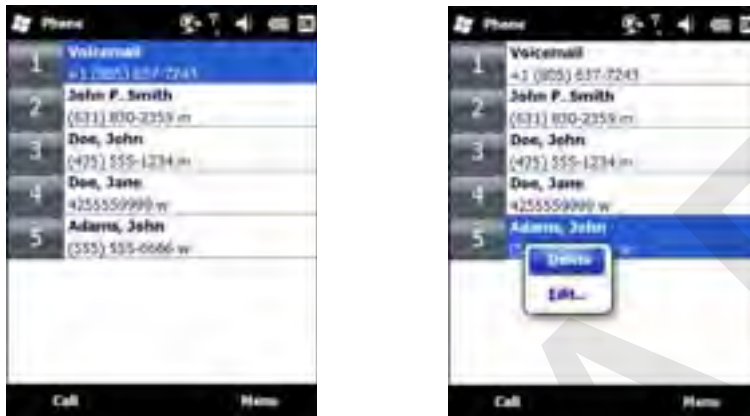 Phone
1 Voicemail
+1 (805) 637-7243
2 John P. Smith
(631) 830-2359 m
3 Doe, John
(425) 555-1234 m
4 Doe, Jane
4255559999 w
5 Adams, John
(555) 555-6666 w
Call Menu
Phone
1 Voicemail
+1 (805) 637-7243
2 John P. Smith
(631) 830-2359 m
3 Doe, John
(425) 555-1234 m
4 Doe, Jane
4255559999 w
5 Adams, John
w
Delete
Edit...
Call Menu